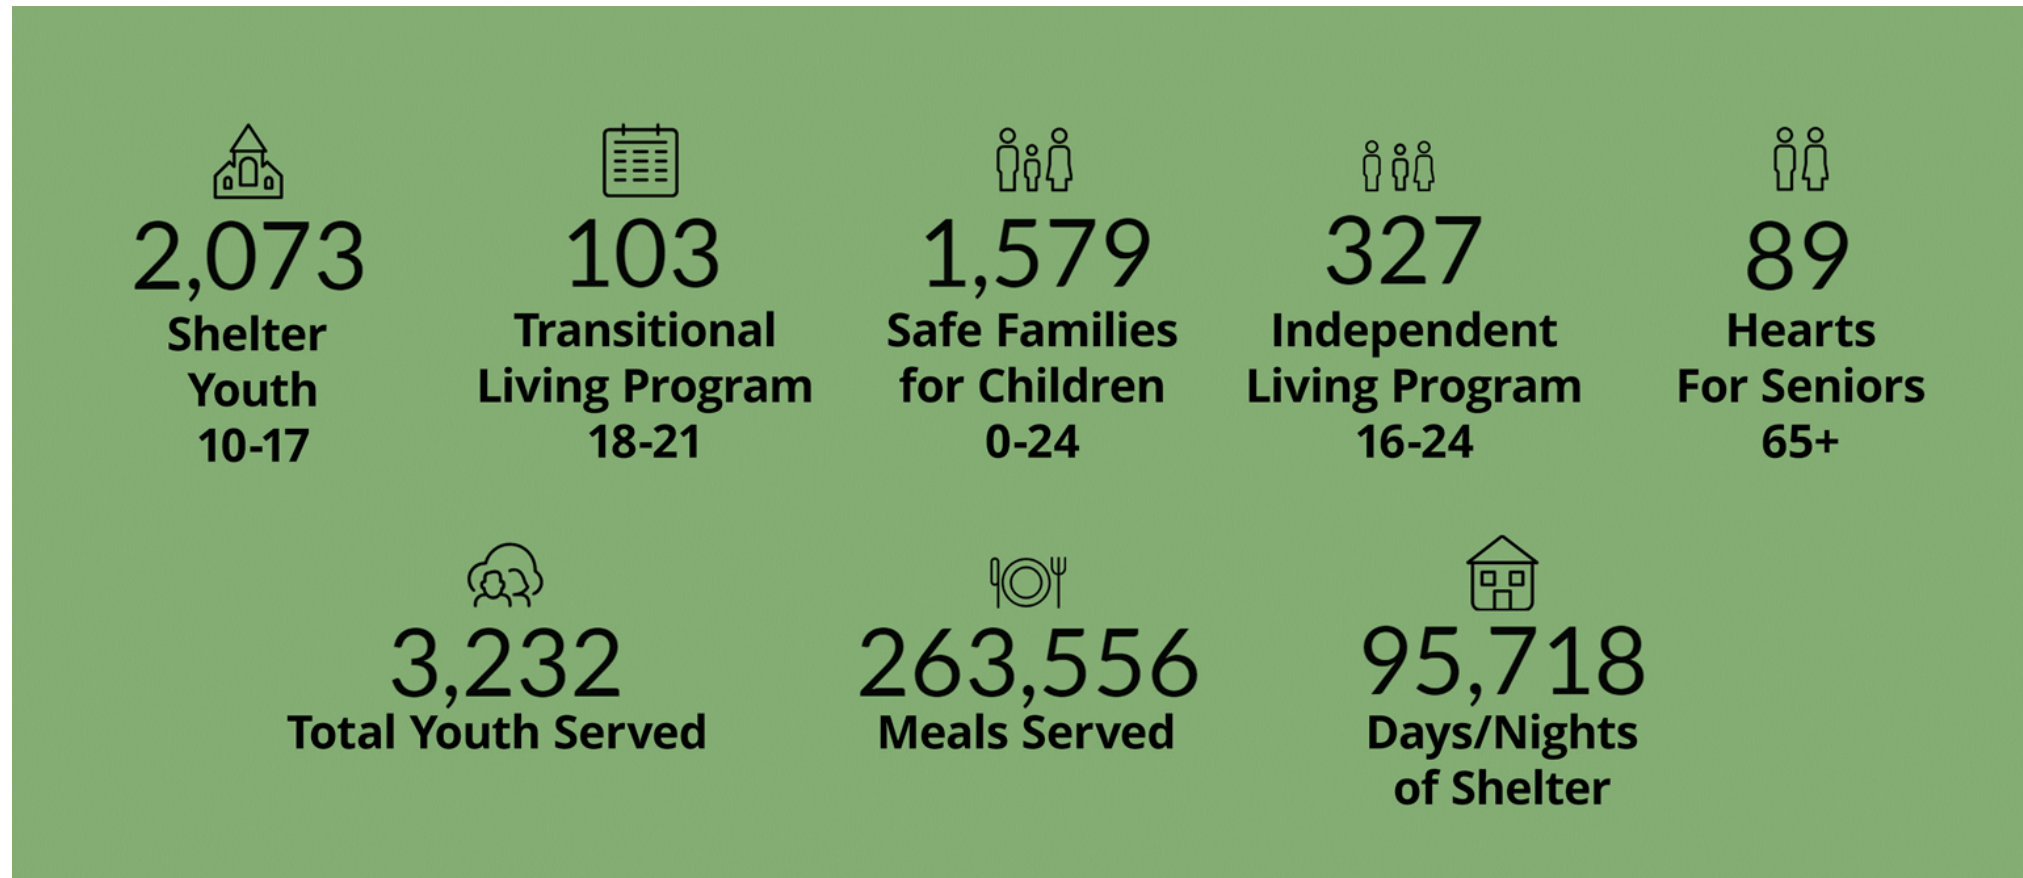 2,073
Shelter
Youth
10-17
103
Transitional
Living Program
18-21
1,579
Safe Families
for Children
0-24
327
Independent
Living Program
16-24
89
Hearts
For Seniors
65+
3,232
Total Youth Served
263,556
Meals Served
95,718
Days/Nights
of Shelter